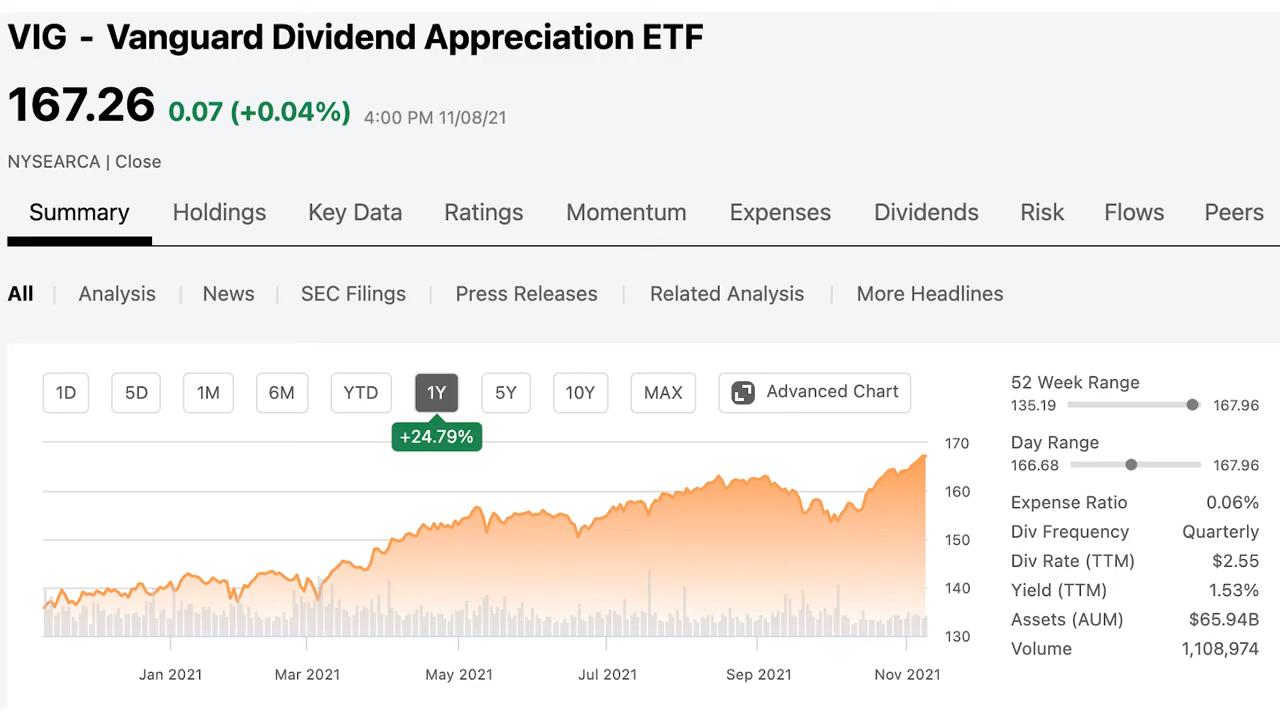 VIG - Vanguard Dividend Appreciation ETF
167.26 0.07 (+0.04%) 4:00 PM 11/08/21
NYSEARCA | Close
Summary Holdings Key Data Ratings Momentum Expenses Dividends Risk Flows Peers
All | Analysis | News | SEC Filings | Press Releases | Related Analysis | More Headlines
1D 5D 1M 6M YTD 1Y 5Y 10Y MAX Advanced Chart
+24.79%
170
160
150
140
130
Jan 2021 Mar 2021 May 2021 Jul 2021 Sep 2021 Nov 2021
52 Week Range
135.19 167.96
Day Range
166.68 167.96
Expense Ratio 0.06%
Div Frequency Quarterly
Div Rate (TTM) $2.55
Yield (TTM) 1.53%
Assets (AUM) $65.94B
Volume 1,108,974